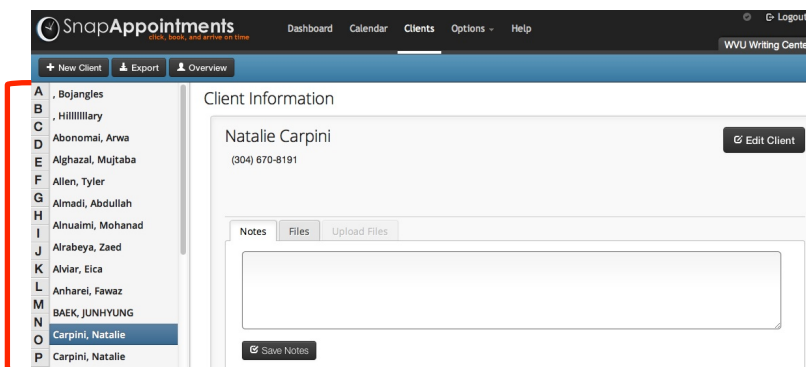 SnapAppointments
click, book, and arrive on time
Dashboard Calendar Clients Options Help
Logout
WVU Writing Cente
+ New Client Export Overview
A
B
C
D
E
F
G
H
I
J
K
L
M
N
O
P
, Bojangles
, Hillllllllary
Abonomai, Arwa
Alghazal, Mujtaba
Allen, Tyler
Almadi, Abdullah
Alnuaimi, Mohanad
Alrabeya, Zaed
Alviar, Eica
Anharei, Fawaz
BAEK, JUNHYUNG
Carpini, Natalie
Carpini, Natalie
Client Information
Natalie Carpini
(304) 670-8191
Edit Client
Notes Files Upload Files
Save Notes